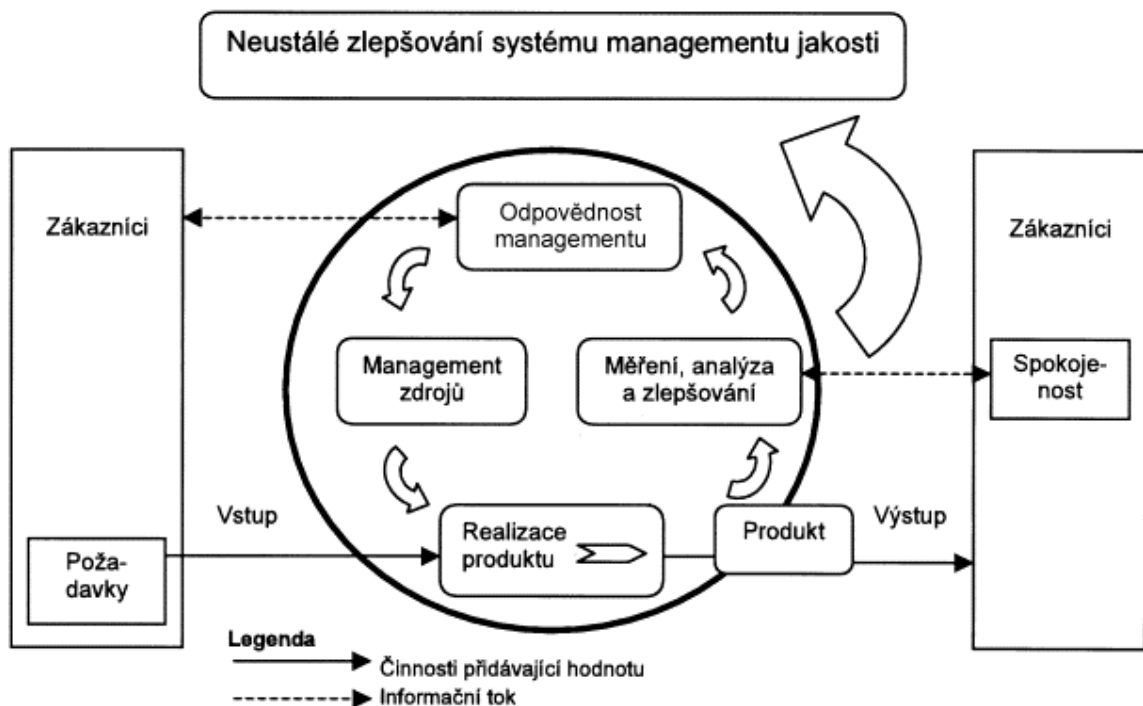 Neustálé zlepšování systému managementu jakosti
Zákazníci
Odpovědnost
managementu
Zákazníci
Management
zdrojů
Měření, analýza
a zlepšování
Spokoje-
nost
Vstup
Realizace
produktu
Produkt
Výstup
Poža-
davky
Legenda
Činnosti přidávající hodnotu
Informační tok